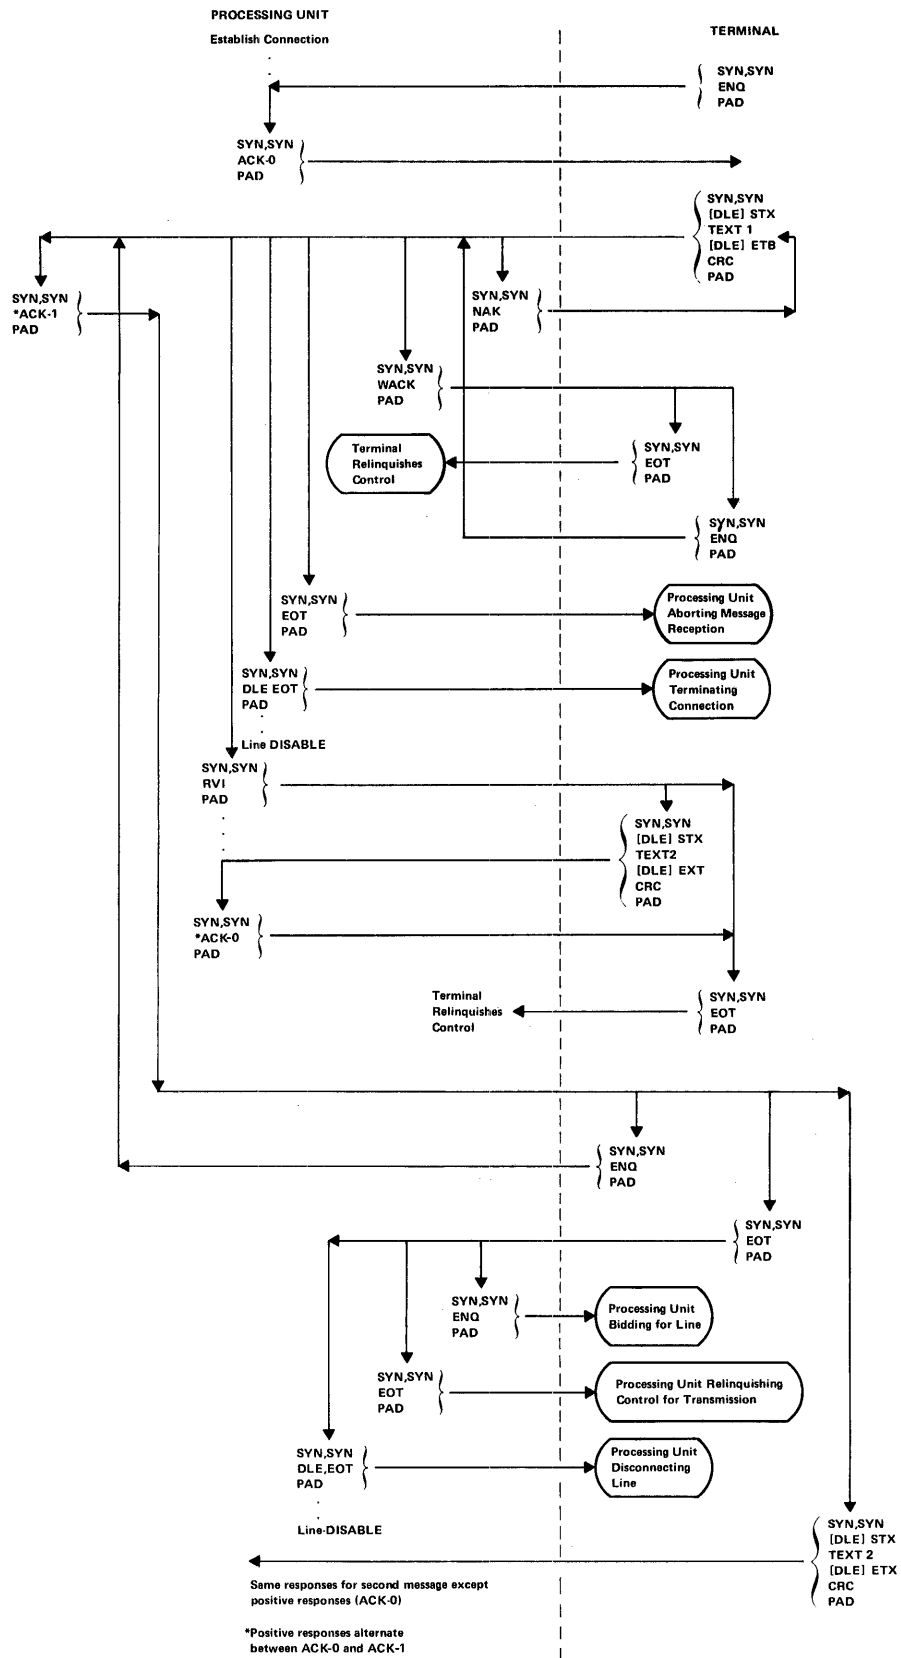 PROCESSING UNIT
TERMINAL
Establish Connection
SYN,SYN
ENQ
PAD
SYN,SYN
ACK-0
PAD
SYN,SYN
[DLE] STX
TEXT 1
[DLE] ETB
CRC
PAD
SYN,SYN
*ACK-1
PAD
SYN,SYN
NAK
PAD
SYN,SYN
WACK
PAD
SYN,SYN
EOT
PAD
Terminal
Relinquishes
Control
SYN,SYN
ENQ
PAD
SYN,SYN
EOT
PAD
Processing Unit
Aborting Message
Reception
SYN,SYN
DLE EOT
PAD
Processing Unit
Terminating
Connection
Line DISABLE
SYN,SYN
RVI
PAD
SYN,SYN
[DLE] STX
TEXT2
[DLE] EXT
CRC
PAD
SYN,SYN
*ACK-0
PAD
Terminal
Relinquishes
Control
SYN,SYN
EOT
PAD
SYN,SYN
ENQ
PAD
SYN,SYN
EOT
PAD
SYN,SYN
ENQ
PAD
Processing Unit
Bidding for Line
SYN,SYN
EOT
PAD
Processing Unit Relinquishing
Control for Transmission
SYN,SYN
DLE,EOT
PAD
Processing Unit
Disconnecting
Line
Line-DISABLE
SYN,SYN
[DLE] STX
TEXT 2
[DLE] ETX
CRC
PAD
Same responses for second message except
positive responses (ACK-0)
*Positive responses alternate
between ACK-0 and ACK-1